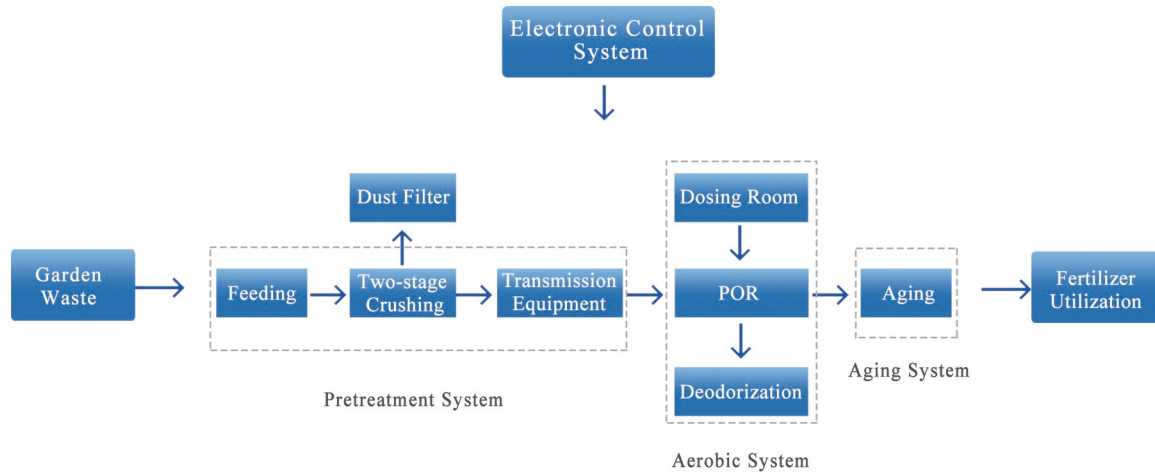 Electronic Control
System
Dust Filter
Dosing Room
Garden
Waste
Feeding
Two-stage
Crushing
Transmission
Equipment
POR
Aging
Fertilizer
Utilization
Deodorization
Aging System
Pretreatment System
Aerobic System